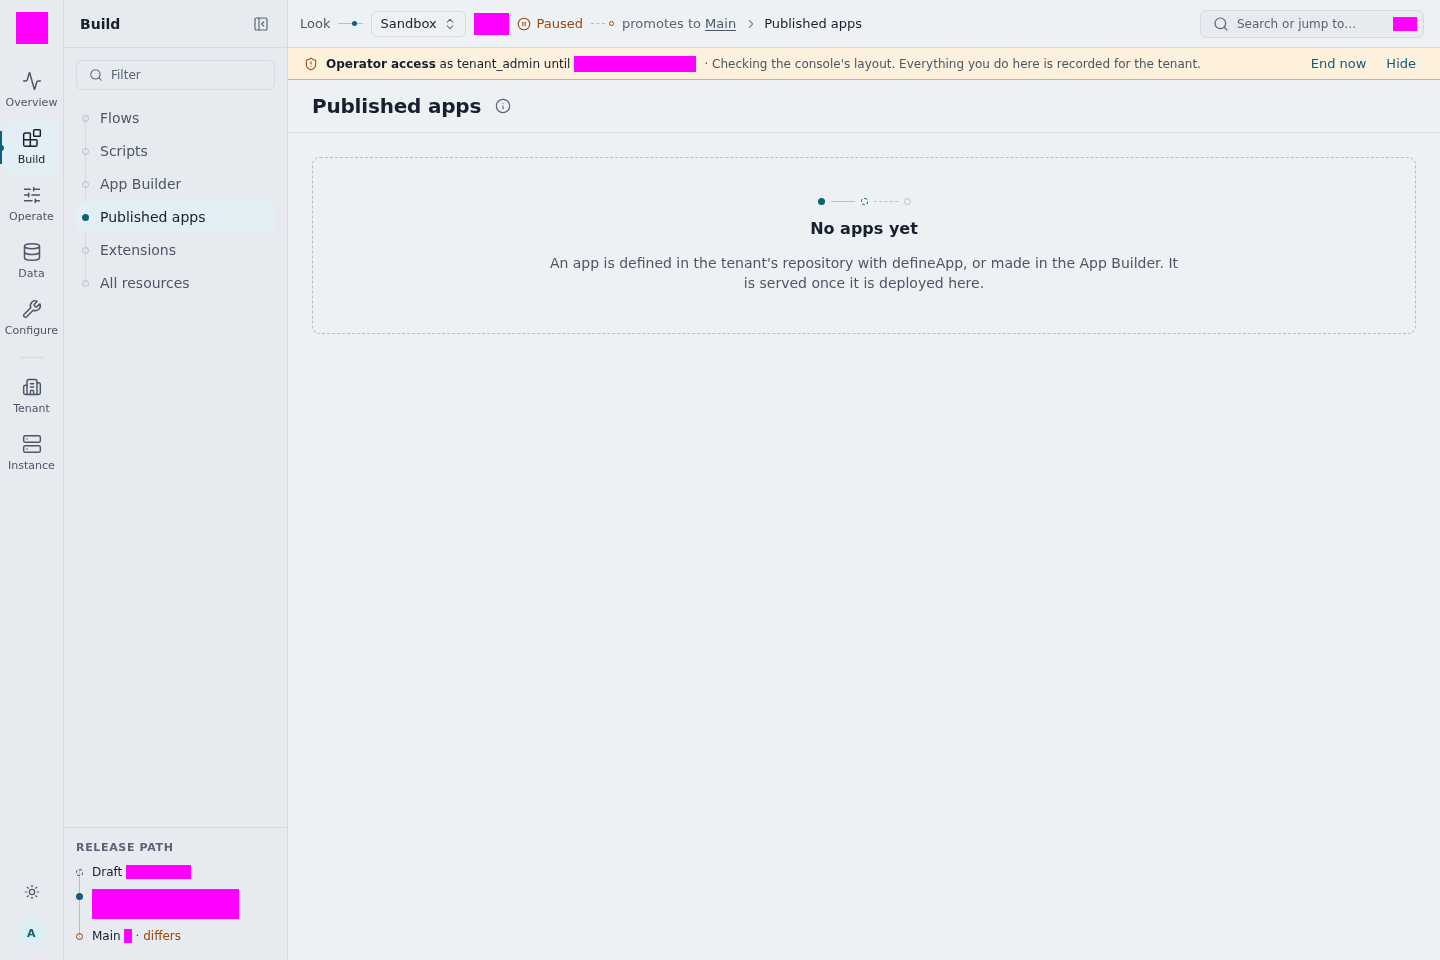 Build
Look
Sandbox
Paused
promotes to Main
Published apps
Search or jump to...
Operator access as tenant_admin until
· Checking the console's layout. Everything you do here is recorded for the tenant.
End now
Hide
Overview
Build
Operate
Data
Configure
Tenant
Instance
A
Filter
Flows
Scripts
App Builder
Published apps
Extensions
All resources
RELEASE PATH
Draft
Main · differs
Published apps
No apps yet
An app is defined in the tenant's repository with defineApp, or made in the App Builder. It
is served once it is deployed here.